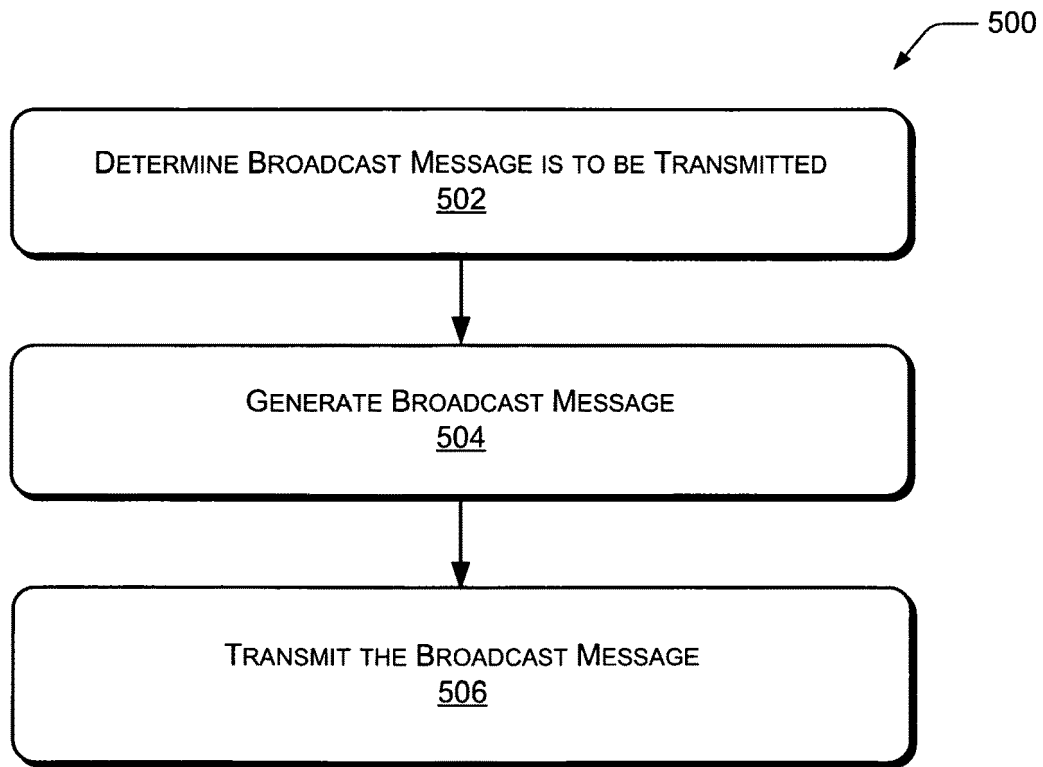 500
DETERMINE BROADCAST MESSAGE IS TO BE TRANSMITTED
502
GENERATE BROADCAST MESSAGE
504
TRANSMIT THE BROADCAST MESSAGE
506